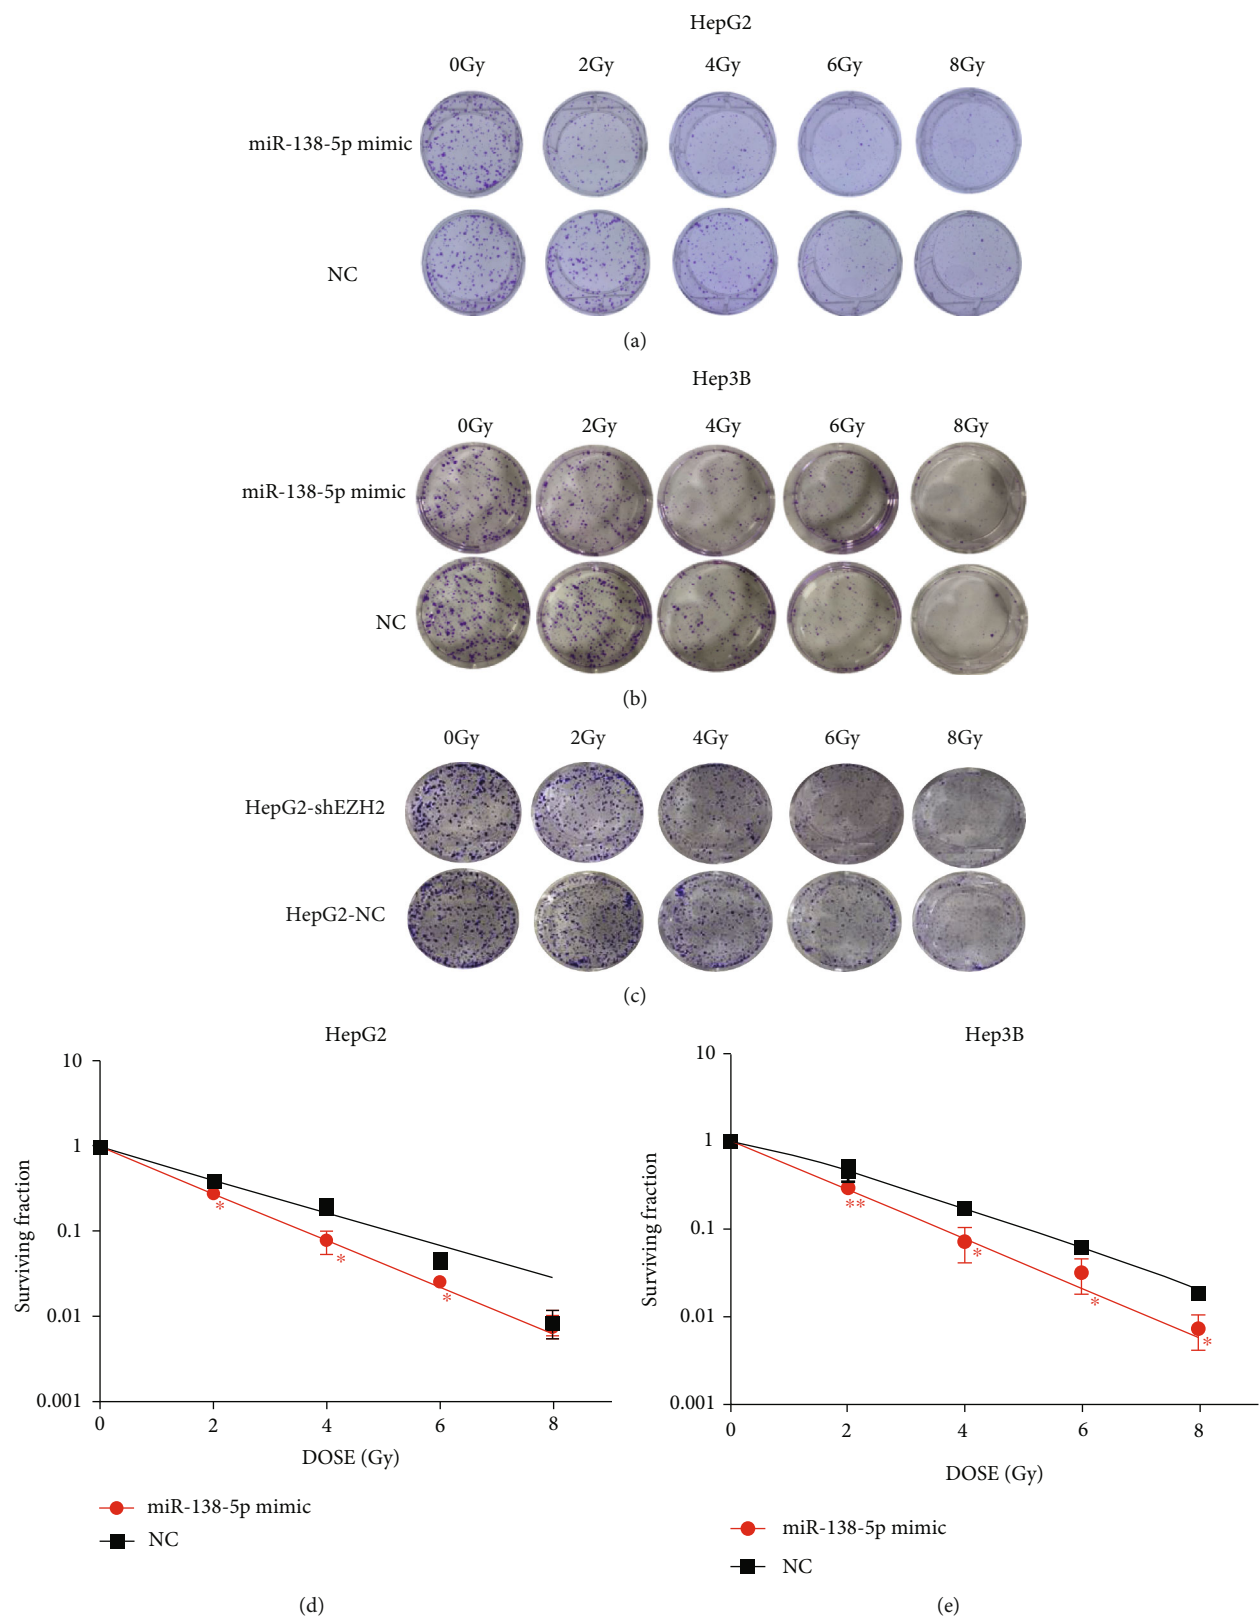 HepG2
0Gy 2Gy 4Gy 6Gy 8Gy
miR-138-5p mimic
NC
(a)
Hep3B
0Gy 2Gy 4Gy 6Gy 8Gy
miR-138-5p mimic
NC
(b)
0Gy 2Gy 4Gy 6Gy 8Gy
HepG2-shEZH2
HepG2-NC
(c)
HepG2
10
1
0.1
0.01
0.001
Surviving fraction
* * *
0 2 4 6 8
DOSE (Gy)
miR-138-5p mimic
NC
(d)
Hep3B
10
1
0.1
0.01
0.001
Surviving fraction
** * * *
0 2 4 6 8
DOSE (Gy)
miR-138-5p mimic
NC
(e)